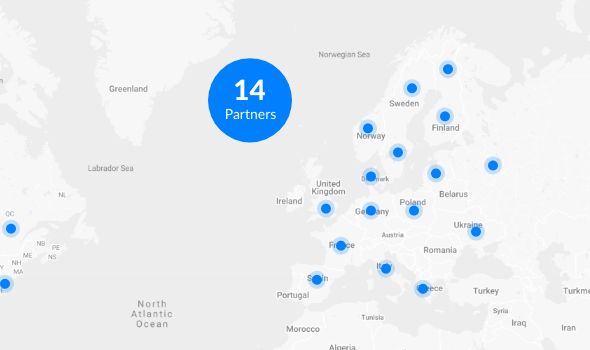 Norwegian Sea
Greenland
14
Partners
Sweden
Finland
Norway
Labrador Sea
Denmark
United
Kingdom
Belarus
NL
Ireland
Poland
Germany
QC
Ukraine
Austria
NB
PE
France
Romania
ME
NS
NH
MA
Italy
Spain
Greece
Portugal
Turkey
Turkme
North
Atlantic
Ocean
Syria
Tunisia
Iraq
Iran
Morocco
Algeria